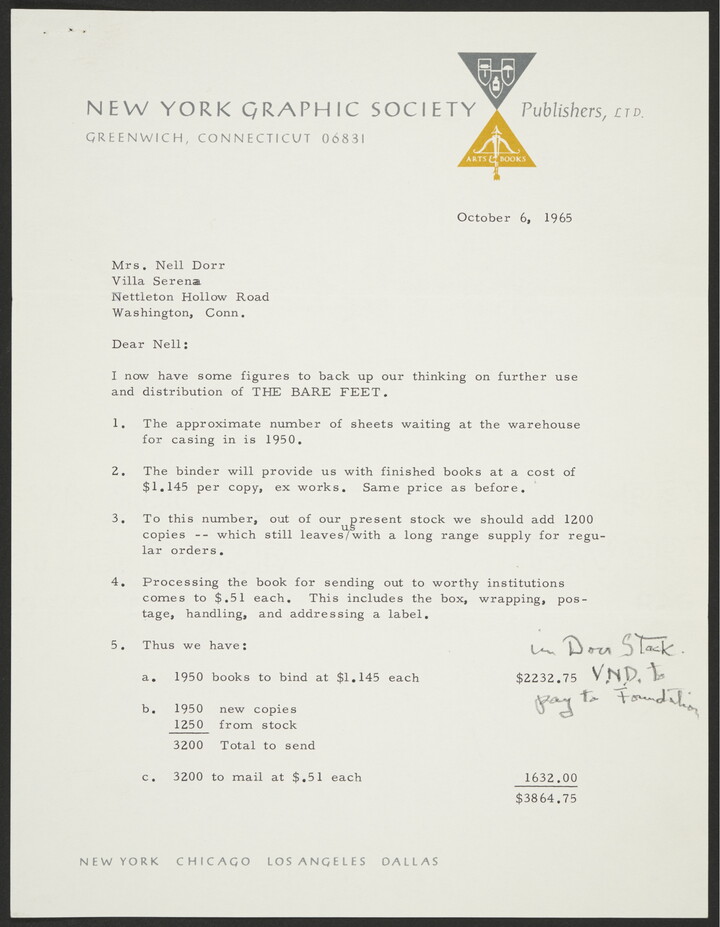 NEW YORK GRAPHIC SOCIETY Publishers, LTD.
GREENWICH, CONNECTICUT 06831
ARTS & BOOKS
October 6, 1965
Mrs. Nell Dorr
Villa Serena
Nettleton Hollow Road
Washington, Conn.
Dear Nell:
I now have some figures to back up our thinking on further use
and distribution of THE BARE FEET.
1. The approximate number of sheets waiting at the warehouse
for casing in is 1950.
2. The binder will provide us with finished books at a cost of
$1.145 per copy, ex works. Same price as before.
3. To this number, out of our present stock we should add 1200
us
copies -- which still leaves/with a long range supply for regu-
lar orders.
4. Processing the book for sending out to worthy institutions
comes to $.51 each. This includes the box, wrapping, pos-
tage, handling, and addressing a label.
5. Thus we have:
in Dorr Stock.
a. 1950 books to bind at $1.145 each $2232.75 V.N.D. to
pay to Foundation
b. 1950 new copies
1250 from stock
3200 Total to send
c. 3200 to mail at $.51 each 1632.00
$3864.75
NEW YORK CHICAGO LOS ANGELES DALLAS